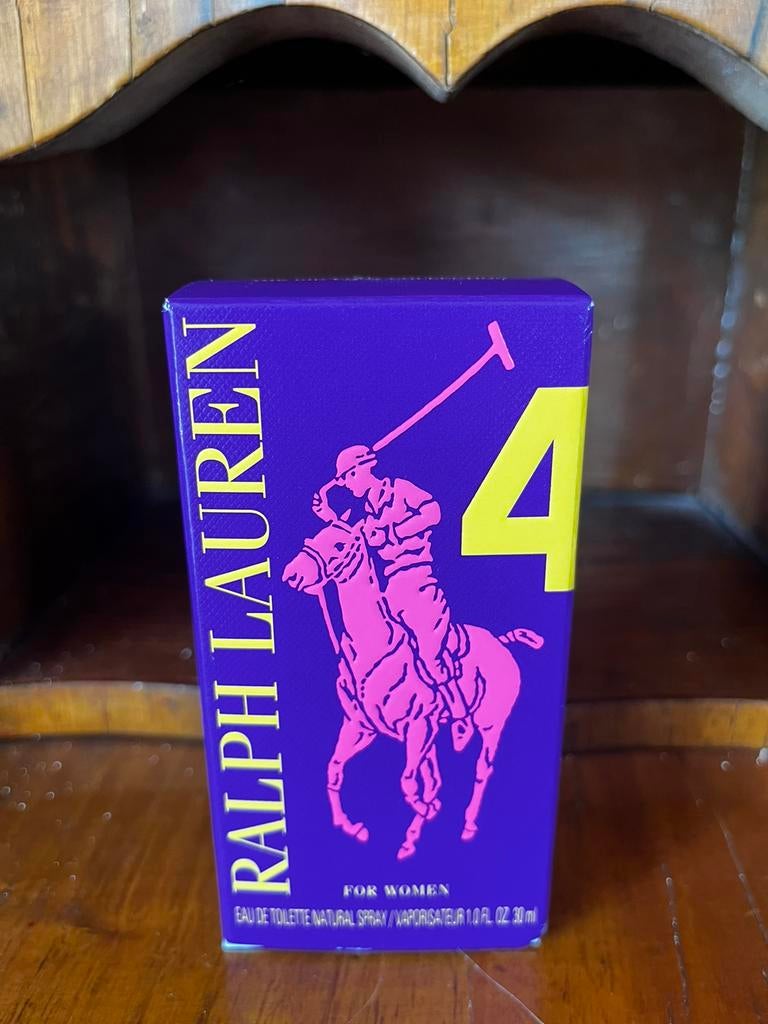 RALPH LAUREN
4
FOR WOMEN
EAU DE TOILETTE NATURAL SPRAY / VAPORISATEUR 1.0 FL. OZ. 30 ml